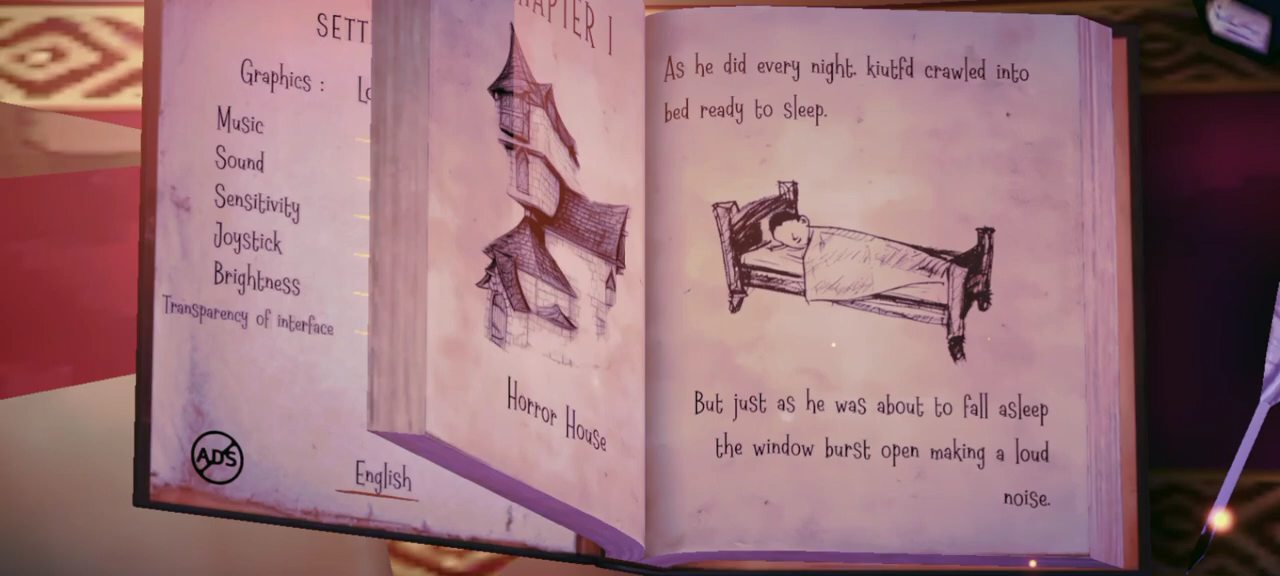 SETT
Graphics :
Music
Sound
Sensitivity
Joystick
Brightness
Transparency of interface
ADS
English
HAPTER I
Horror House
As he did every night. kiutfd crawled into
bed ready to sleep.
But just as he was about to fall asleep
the window burst open making a loud
noise.